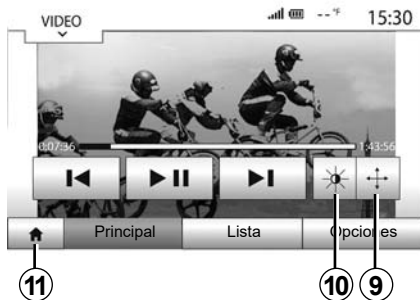 VIDEO
--°F 15:30
0:07:36 1:43:56
Principal Lista Opciones
11 10 9